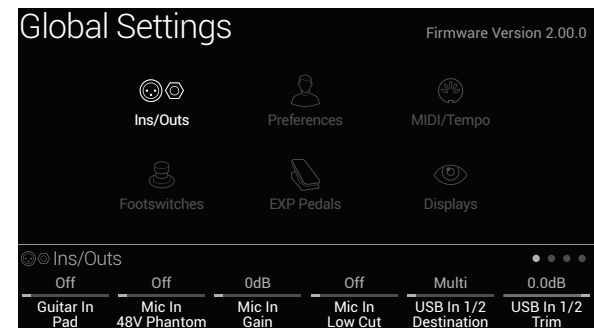 Global Settings
Firmware Version 2.00.0
Ins/Outs
Preferences
MIDI/Tempo
Footswitches
EXP Pedals
Displays
Ins/Outs
Off
Off
0dB
Off
Multi
0.0dB
Guitar In
Pad
Mic In
48V Phantom
Mic In
Gain
Mic In
Low Cut
USB In 1/2
Destination
USB In 1/2
Trim